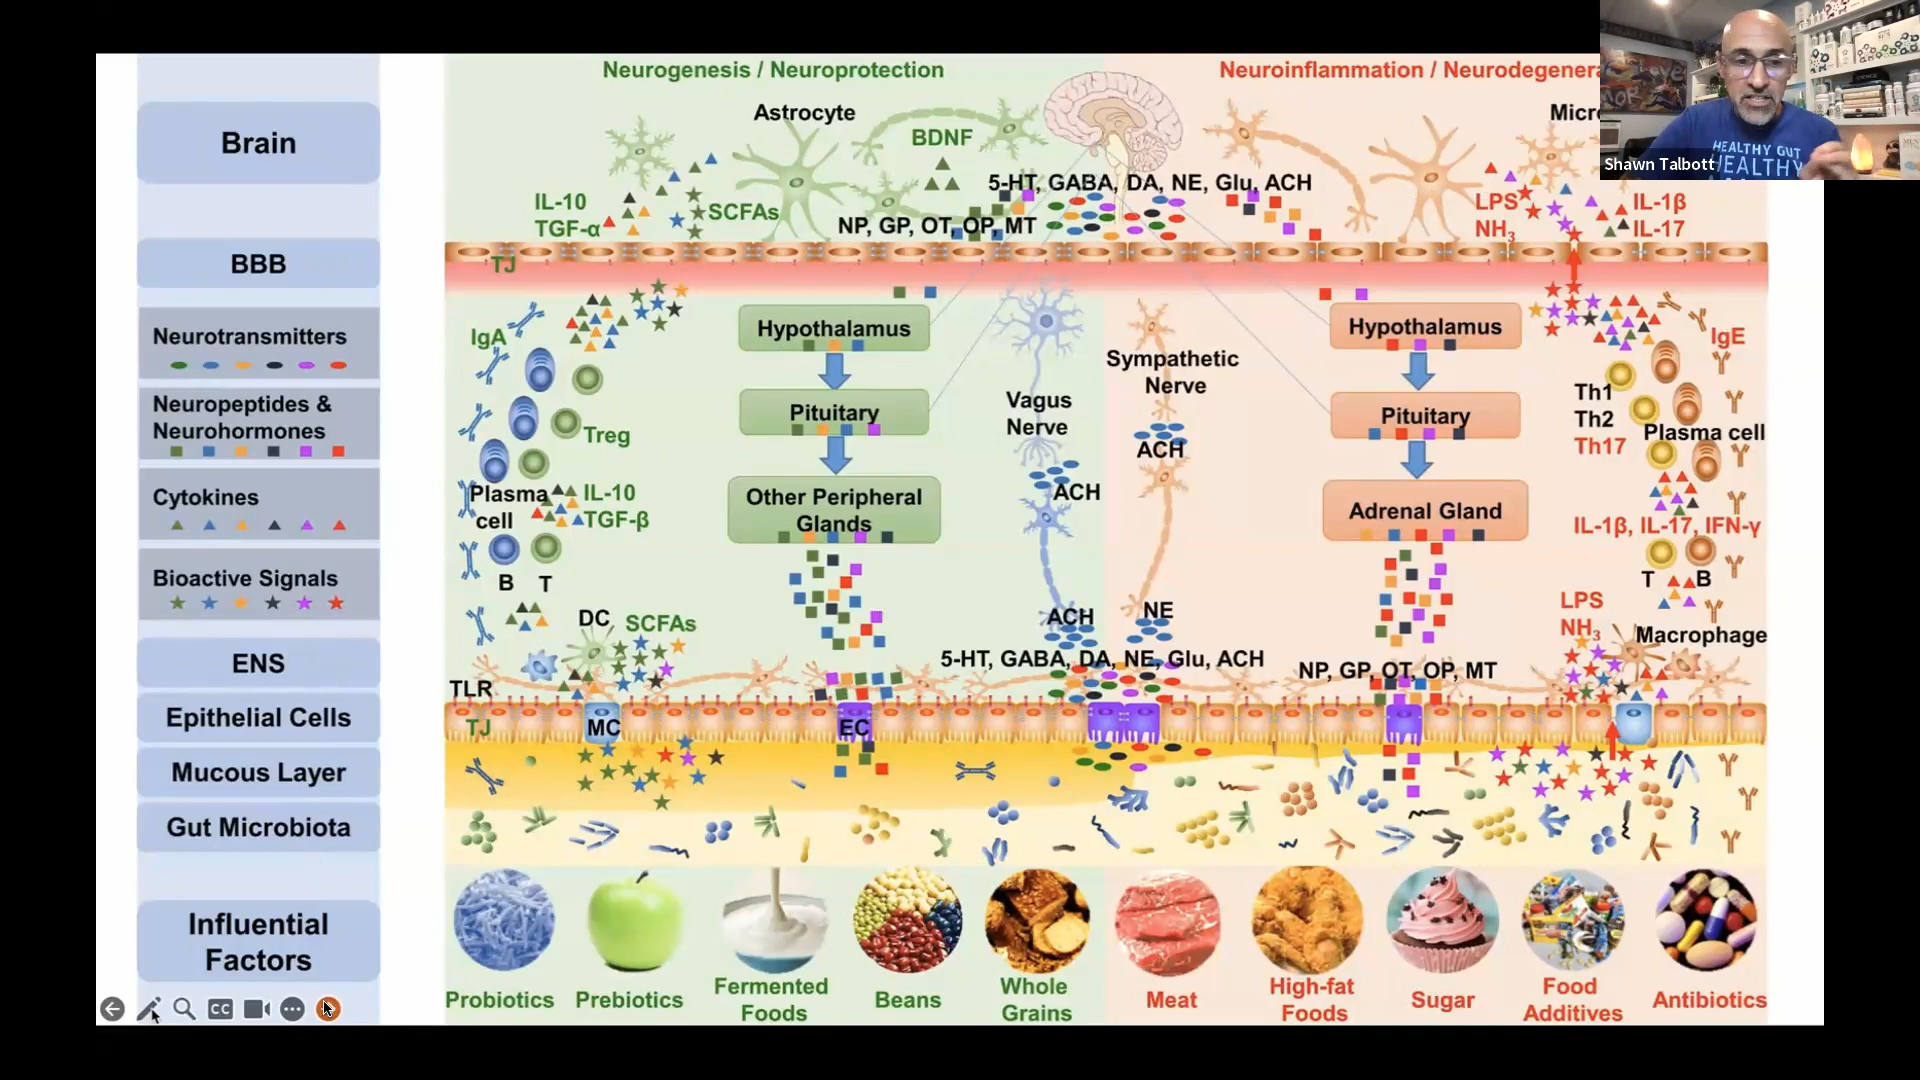 Neurogenesis / Neuroprotection
Neuroinflammation / Neurodegenera
Brain
BBB
Neurotransmitters
Neuropeptides &
Neurohormones
Cytokines
Bioactive Signals
ENS
Epithelial Cells
Mucous Layer
Gut Microbiota
Influential
Factors
Astrocyte
BDNF
Micro
IL-10
TGF-α
SCFAs
5-HT, GABA, DA, NE, Glu, ACH
NP, GP, OT, OP, MT
LPS
NH3
IL-1β
IL-17
TJ
IgA
Treg
Plasma
cell
IL-10
TGF-β
B T
DC
SCFAs
Hypothalamus
Pituitary
Other Peripheral
Glands
Vagus
Nerve
ACH
ACH
Sympathetic
Nerve
ACH
NE
Hypothalamus
Pituitary
Adrenal Gland
IgE
Th1
Th2
Th17
Plasma cell
IL-1β, IL-17, IFN-γ
T B
LPS
NH3
Macrophage
5-HT, GABA, DA, NE, Glu, ACH
NP, GP, OT, OP, MT
TLR
TJ
MC
EC
Probiotics
Prebiotics
Fermented
Foods
Beans
Whole
Grains
Meat
High-fat
Foods
Sugar
Food
Additives
Antibiotics
CC
Shawn Talbott
HEALTHY GUT
HEALTHY